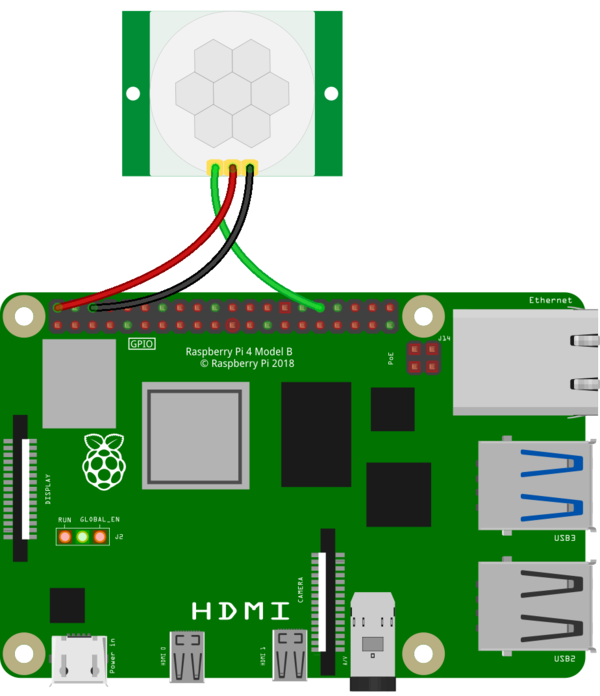 Ethernet
J14
GPIO
Raspberry Pi 4 Model B
© Raspberry Pi 2018
PoE
DISPLAY
RUN
GLOBAL_EN
J2
USB3
CAMERA
HDMI
Power in
HDMI 0
HDMI 1
A/V
USB2